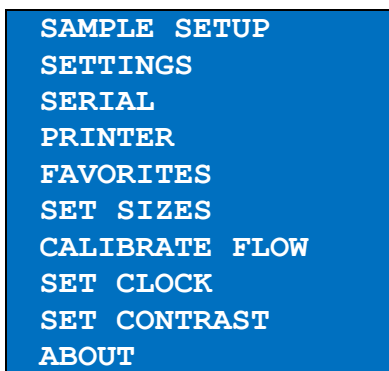 SAMPLE SETUP
SETTINGS
SERIAL
PRINTER
FAVORITES
SET SIZES
CALIBRATE FLOW
SET CLOCK
SET CONTRAST
ABOUT